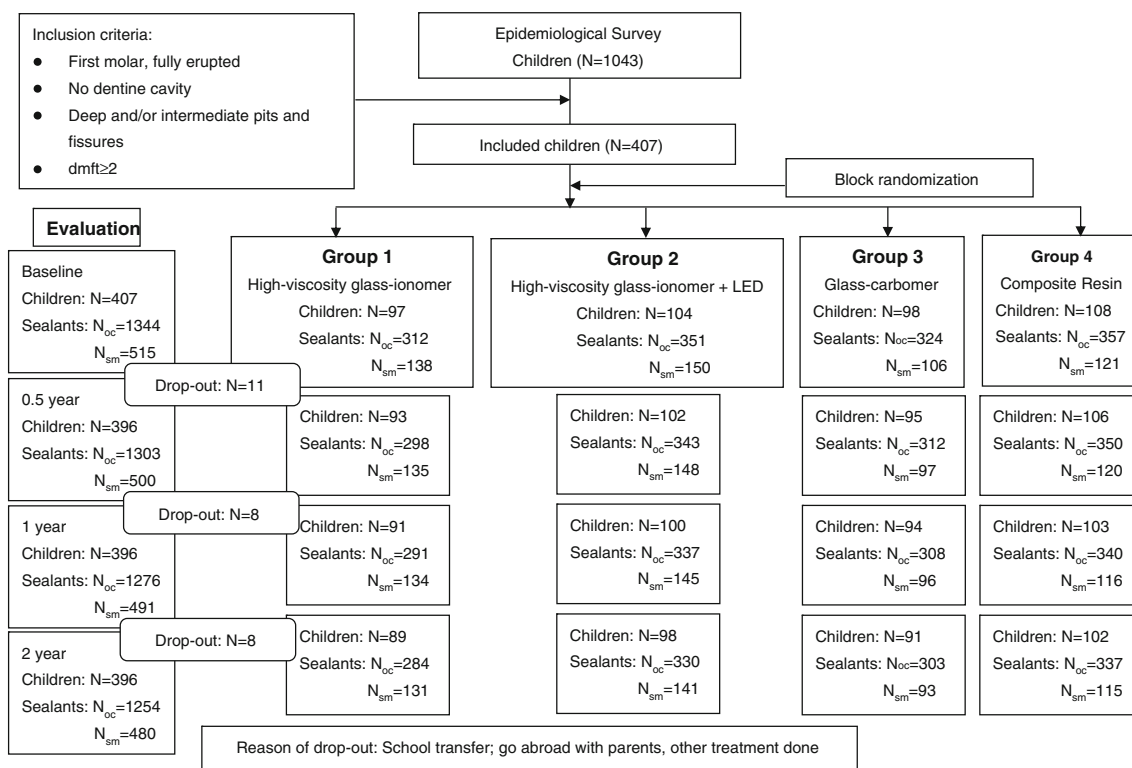 Inclusion criteria:
● First molar, fully erupted
● No dentine cavity
● Deep and/or intermediate pits and
fissures
● dmft≥2
Epidemiological Survey
Children (N=1043)
Included children (N=407)
Block randomization
Evaluation
Baseline
Children: N=407
Sealants: Noc=1344
Nsm=515
Group 1
High-viscosity glass-ionomer
Children: N=97
Sealants: Noc=312
Nsm=138
Group 2
High-viscosity glass-ionomer + LED
Children: N=104
Sealants: Noc=351
Nsm=150
Group 3
Glass-carbomer
Children: N=98
Sealants: Noc=324
Nsm=106
Group 4
Composite Resin
Children: N=108
Sealants: Noc=357
Nsm=121
Drop-out: N=11
0.5 year
Children: N=396
Sealants: Noc=1303
Nsm=500
Children: N=93
Sealants: Noc=298
Nsm=135
Children: N=102
Sealants: Noc=343
Nsm=148
Children: N=95
Sealants: Noc=312
Nsm=97
Children: N=106
Sealants: Noc=350
Nsm=120
Drop-out: N=8
1 year
Children: N=396
Sealants: Noc=1276
Nsm=491
Children: N=91
Sealants: Noc=291
Nsm=134
Children: N=100
Sealants: Noc=337
Nsm=145
Children: N=94
Sealants: Noc=308
Nsm=96
Children: N=103
Sealants: Noc=340
Nsm=116
Drop-out: N=8
2 year
Children: N=396
Sealants: Noc=1254
Nsm=480
Children: N=89
Sealants: Noc=284
Nsm=131
Children: N=98
Sealants: Noc=330
Nsm=141
Children: N=91
Sealants: Noc=303
Nsm=93
Children: N=102
Sealants: Noc=337
Nsm=115
Reason of drop-out: School transfer; go abroad with parents, other treatment done